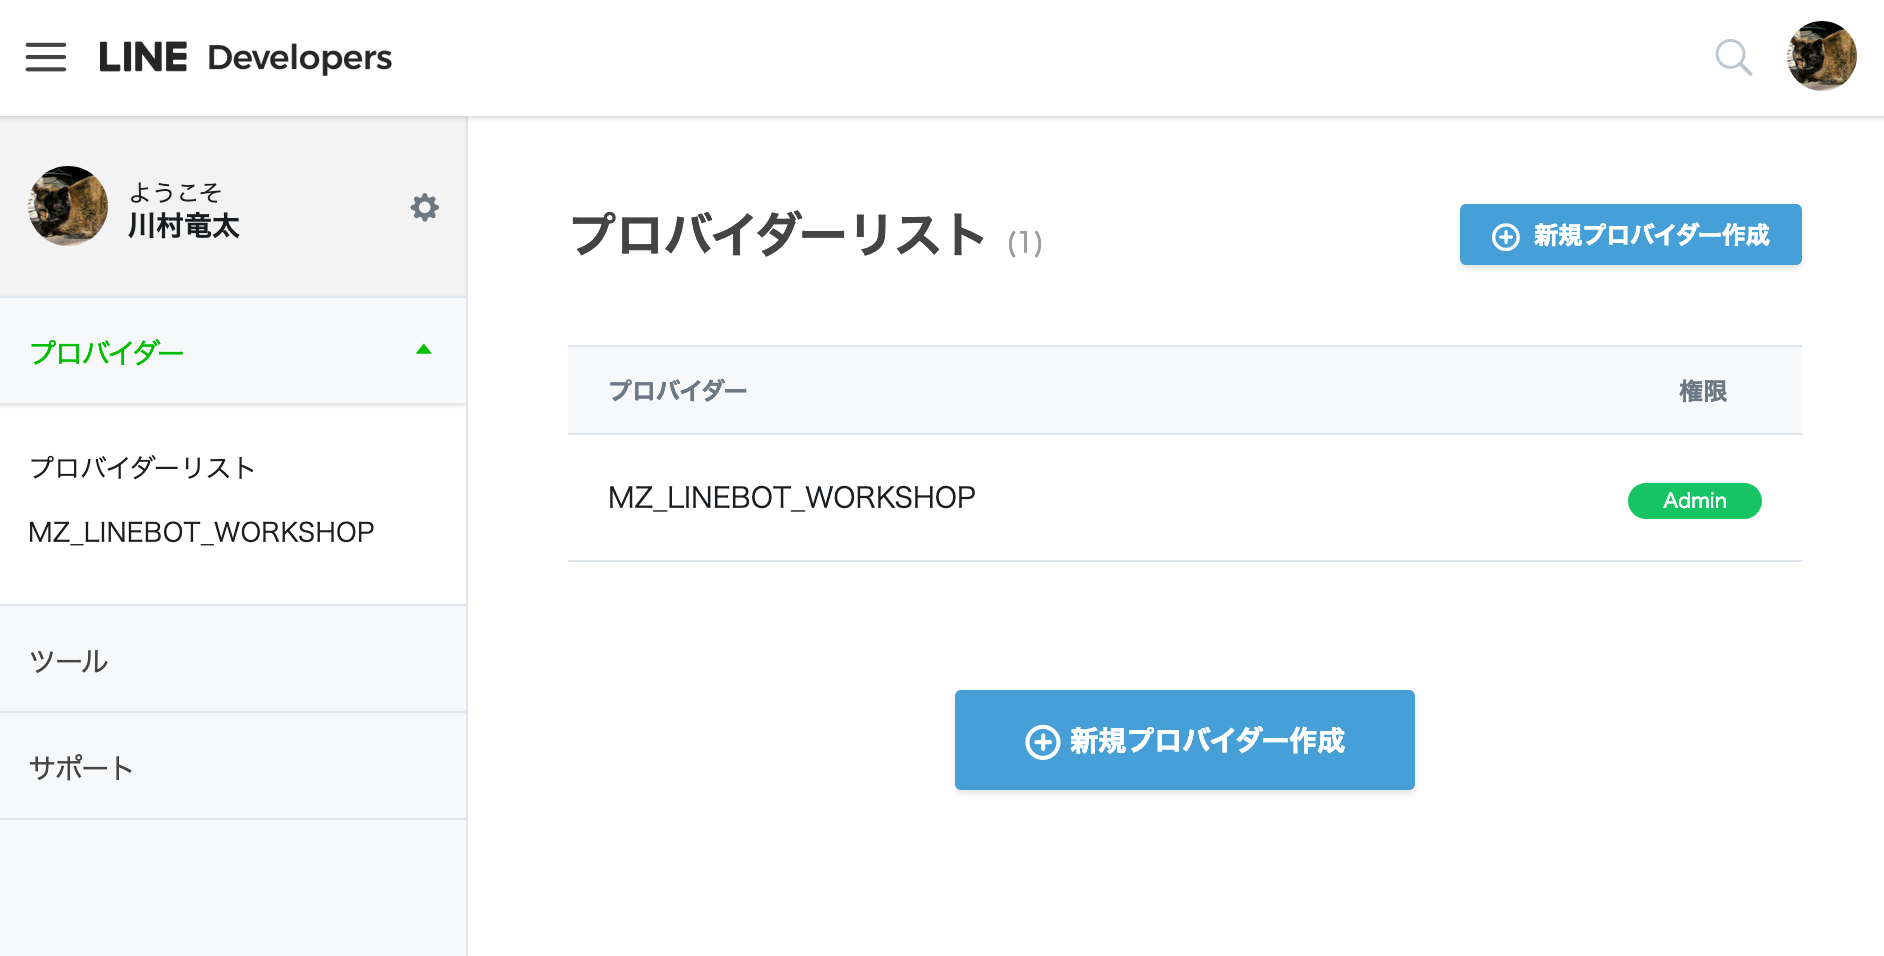 LINE Developers
ようこそ
川村竜太
プロバイダー
プロバイダーリスト
MZ_LINEBOT_WORKSHOP
ツール
サポート
プロバイダーリスト (1)
新規プロバイダー作成
プロバイダー 権限
MZ_LINEBOT_WORKSHOP Admin
新規プロバイダー作成